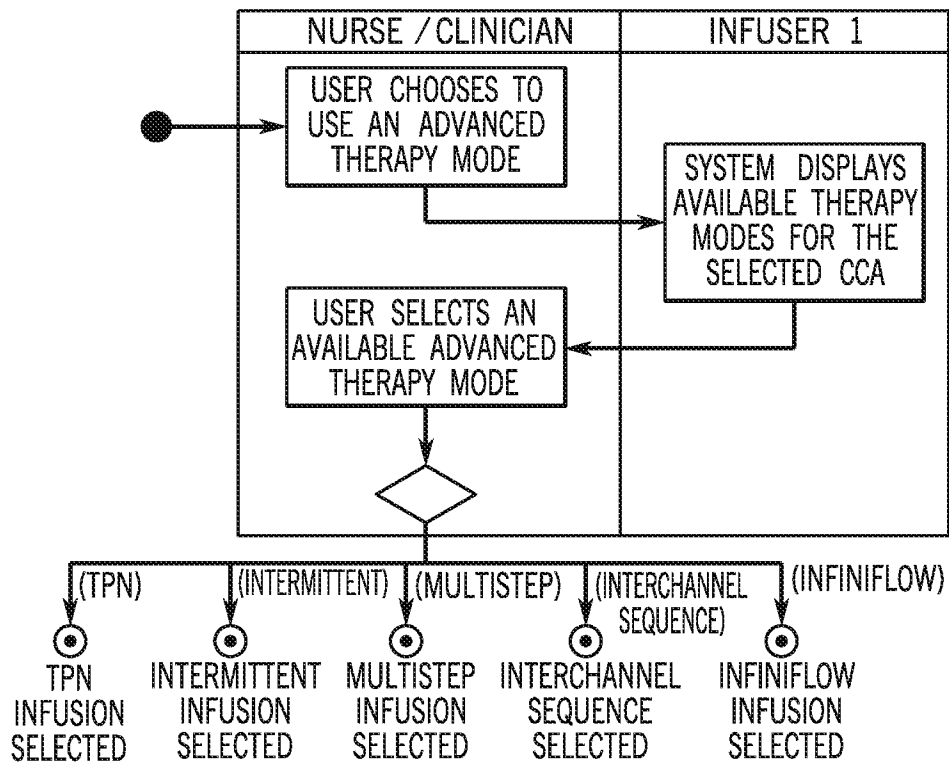 NURSE / CLINICIAN
INFUSER 1
USER CHOOSES TO
USE AN ADVANCED
THERAPY MODE
SYSTEM DISPLAYS
AVAILABLE THERAPY
MODES FOR THE
SELECTED CCA
USER SELECTS AN
AVAILABLE ADVANCED
THERAPY MODE
(TPN)
(INTERMITTENT)
(MULTISTEP)
(INTERCHANNEL
SEQUENCE)
(INFINIFLOW)
TPN
INFUSION
SELECTED
INTERMITTENT
INFUSION
SELECTED
MULTISTEP
INFUSION
SELECTED
INTERCHANNEL
SEQUENCE
SELECTED
INFINIFLOW
INFUSION
SELECTED